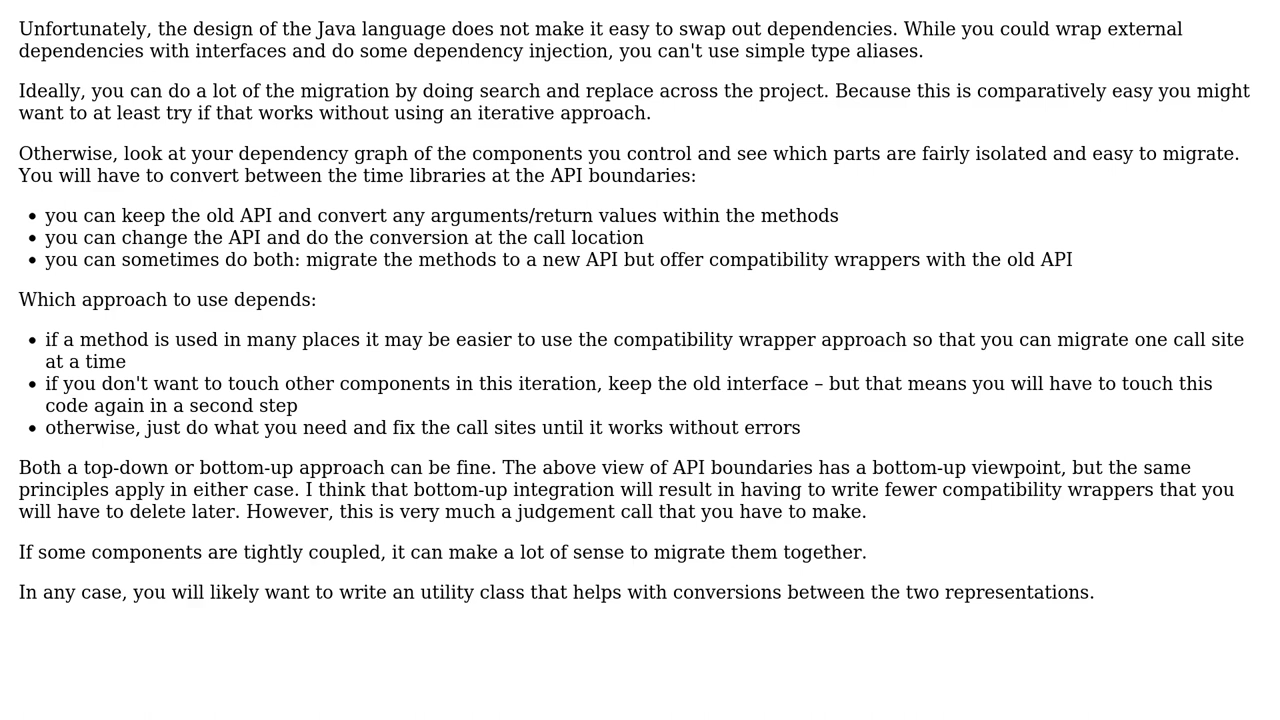 Unfortunately, the design of the Java language does not make it easy to swap out dependencies. While you could wrap external
dependencies with interfaces and do some dependency injection, you can't use simple type aliases.
Ideally, you can do a lot of the migration by doing search and replace across the project. Because this is comparatively easy you might
want to at least try if that works without using an iterative approach.
Otherwise, look at your dependency graph of the components you control and see which parts are fairly isolated and easy to migrate.
You will have to convert between the time libraries at the API boundaries:
• you can keep the old API and convert any arguments/return values within the methods
• you can change the API and do the conversion at the call location
• you can sometimes do both: migrate the methods to a new API but offer compatibility wrappers with the old API
Which approach to use depends:
• if a method is used in many places it may be easier to use the compatibility wrapper approach so that you can migrate one call site
at a time
• if you don't want to touch other components in this iteration, keep the old interface – but that means you will have to touch this
code again in a second step
• otherwise, just do what you need and fix the call sites until it works without errors
Both a top-down or bottom-up approach can be fine. The above view of API boundaries has a bottom-up viewpoint, but the same
principles apply in either case. I think that bottom-up integration will result in having to write fewer compatibility wrappers that you
will have to delete later. However, this is very much a judgement call that you have to make.
If some components are tightly coupled, it can make a lot of sense to migrate them together.
In any case, you will likely want to write an utility class that helps with conversions between the two representations.